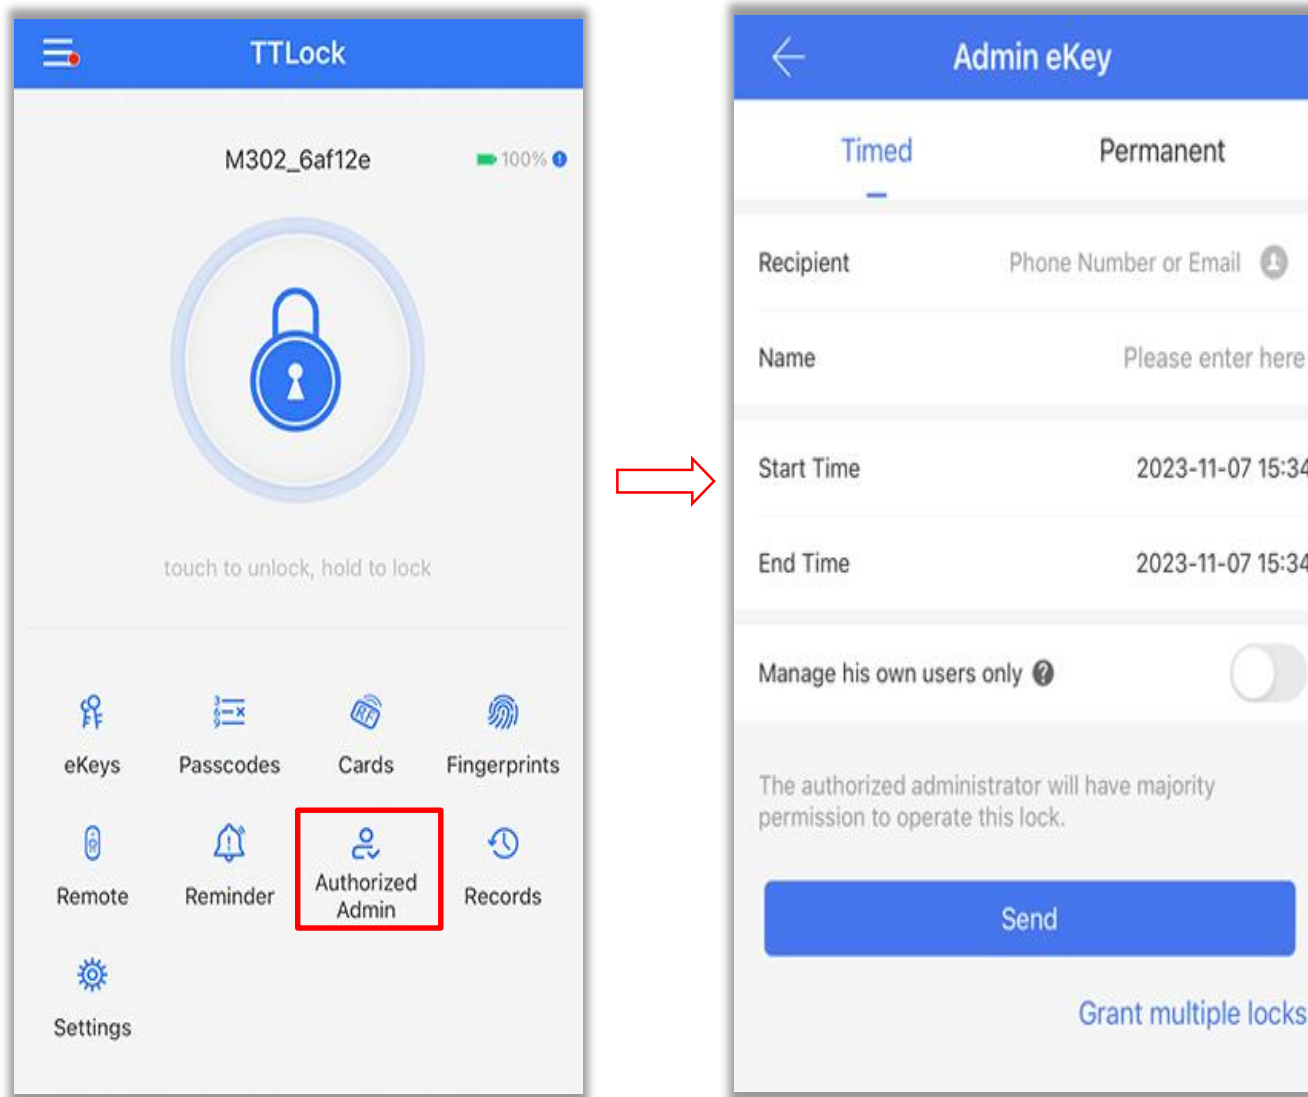 TTLock
M302_6af12e
100%
touch to unlock, hold to lock
eKeys Passcodes Cards Fingerprints
Remote Reminder Authorized Admin Records
Settings
Admin eKey
Timed Permanent
Recipient Phone Number or Email
Name Please enter here
Start Time 2023-11-07 15:34
End Time 2023-11-07 15:34
Manage his own users only ?
The authorized administrator will have majority
permission to operate this lock.
Send
Grant multiple locks